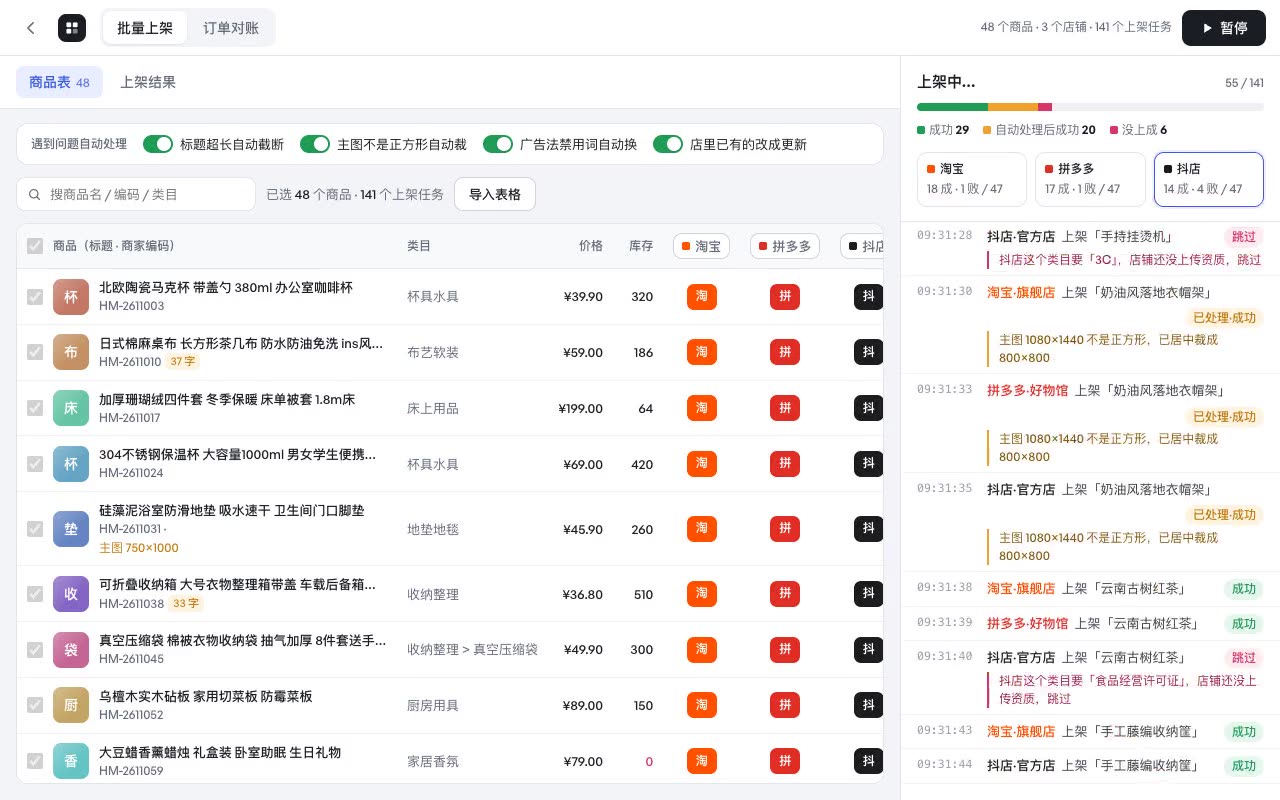 批量上架 订单对账
48 个商品 · 3 个店铺 · 141 个上架任务 暂停
商品表 48 上架结果
遇到问题自动处理 标题超长自动截断 主图不是正方形自动裁 广告法禁用词自动换 店里已有的改成更新
搜商品名 / 编码 / 类目 已选 48 个商品 · 141 个上架任务 导入表格
商品（标题 · 商家编码） 类目 价格 库存 淘宝 拼多多 抖店
杯 北欧陶瓷马克杯 带盖勺 380ml 办公室咖啡杯 杯具水具 ¥39.90 320 淘 拼 抖
HM-2611003
布 日式棉麻桌布 长方形茶几布 防水防油免洗 ins风... 布艺软装 ¥59.00 186 淘 拼 抖
HM-2611010 37 字
床 加厚珊瑚绒四件套 冬季保暖 床单被套 1.8m床 床上用品 ¥199.00 64 淘 拼 抖
HM-2611017
杯 304不锈钢保温杯 大容量1000ml 男女学生便携... 杯具水具 ¥69.00 420 淘 拼 抖
HM-2611024
垫 硅藻泥浴室防滑地垫 吸水速干 卫生间门口脚垫 地垫地毯 ¥45.90 260 淘 拼 抖
HM-2611031 ·
主图 750×1000
收 可折叠收纳箱 大号衣物整理箱带盖 车载后备箱... 收纳整理 ¥36.80 510 淘 拼 抖
HM-2611038 33 字
袋 真空压缩袋 棉被衣物收纳袋 抽气加厚 8件套送手... 收纳整理 > 真空压缩袋 ¥49.90 300 淘 拼 抖
HM-2611045
厨 乌檀木实木砧板 家用切菜板 防霉菜板 厨房用具 ¥89.00 150 淘 拼 抖
HM-2611052
香 大豆蜡香薰蜡烛 礼盒装 卧室助眠 生日礼物 家居香氛 ¥79.00 0 淘 拼 抖
HM-2611059
上架中... 55 / 141
成功 29 自动处理后成功 20 没上成 6
淘宝 拼多多 抖店
18 成 · 1 败 / 47 17 成 · 1 败 / 47 14 成 · 4 败 / 47
09:31:28 抖店·官方店 上架「手持挂烫机」 跳过
抖店这个类目要「3C」，店铺还没上传资质，跳过
09:31:30 淘宝·旗舰店 上架「奶油风落地衣帽架」
已处理·成功
主图 1080×1440 不是正方形，已居中裁成
800×800
09:31:33 拼多多·好物馆 上架「奶油风落地衣帽架」
已处理·成功
主图 1080×1440 不是正方形，已居中裁成
800×800
09:31:35 抖店·官方店 上架「奶油风落地衣帽架」
已处理·成功
主图 1080×1440 不是正方形，已居中裁成
800×800
09:31:38 淘宝·旗舰店 上架「云南古树红茶」 成功
09:31:39 拼多多·好物馆 上架「云南古树红茶」 成功
09:31:40 抖店·官方店 上架「云南古树红茶」 跳过
抖店这个类目要「食品经营许可证」，店铺还没上
传资质，跳过
09:31:43 淘宝·旗舰店 上架「手工藤编收纳筐」 成功
09:31:44 抖店·官方店 上架「手工藤编收纳筐」 成功